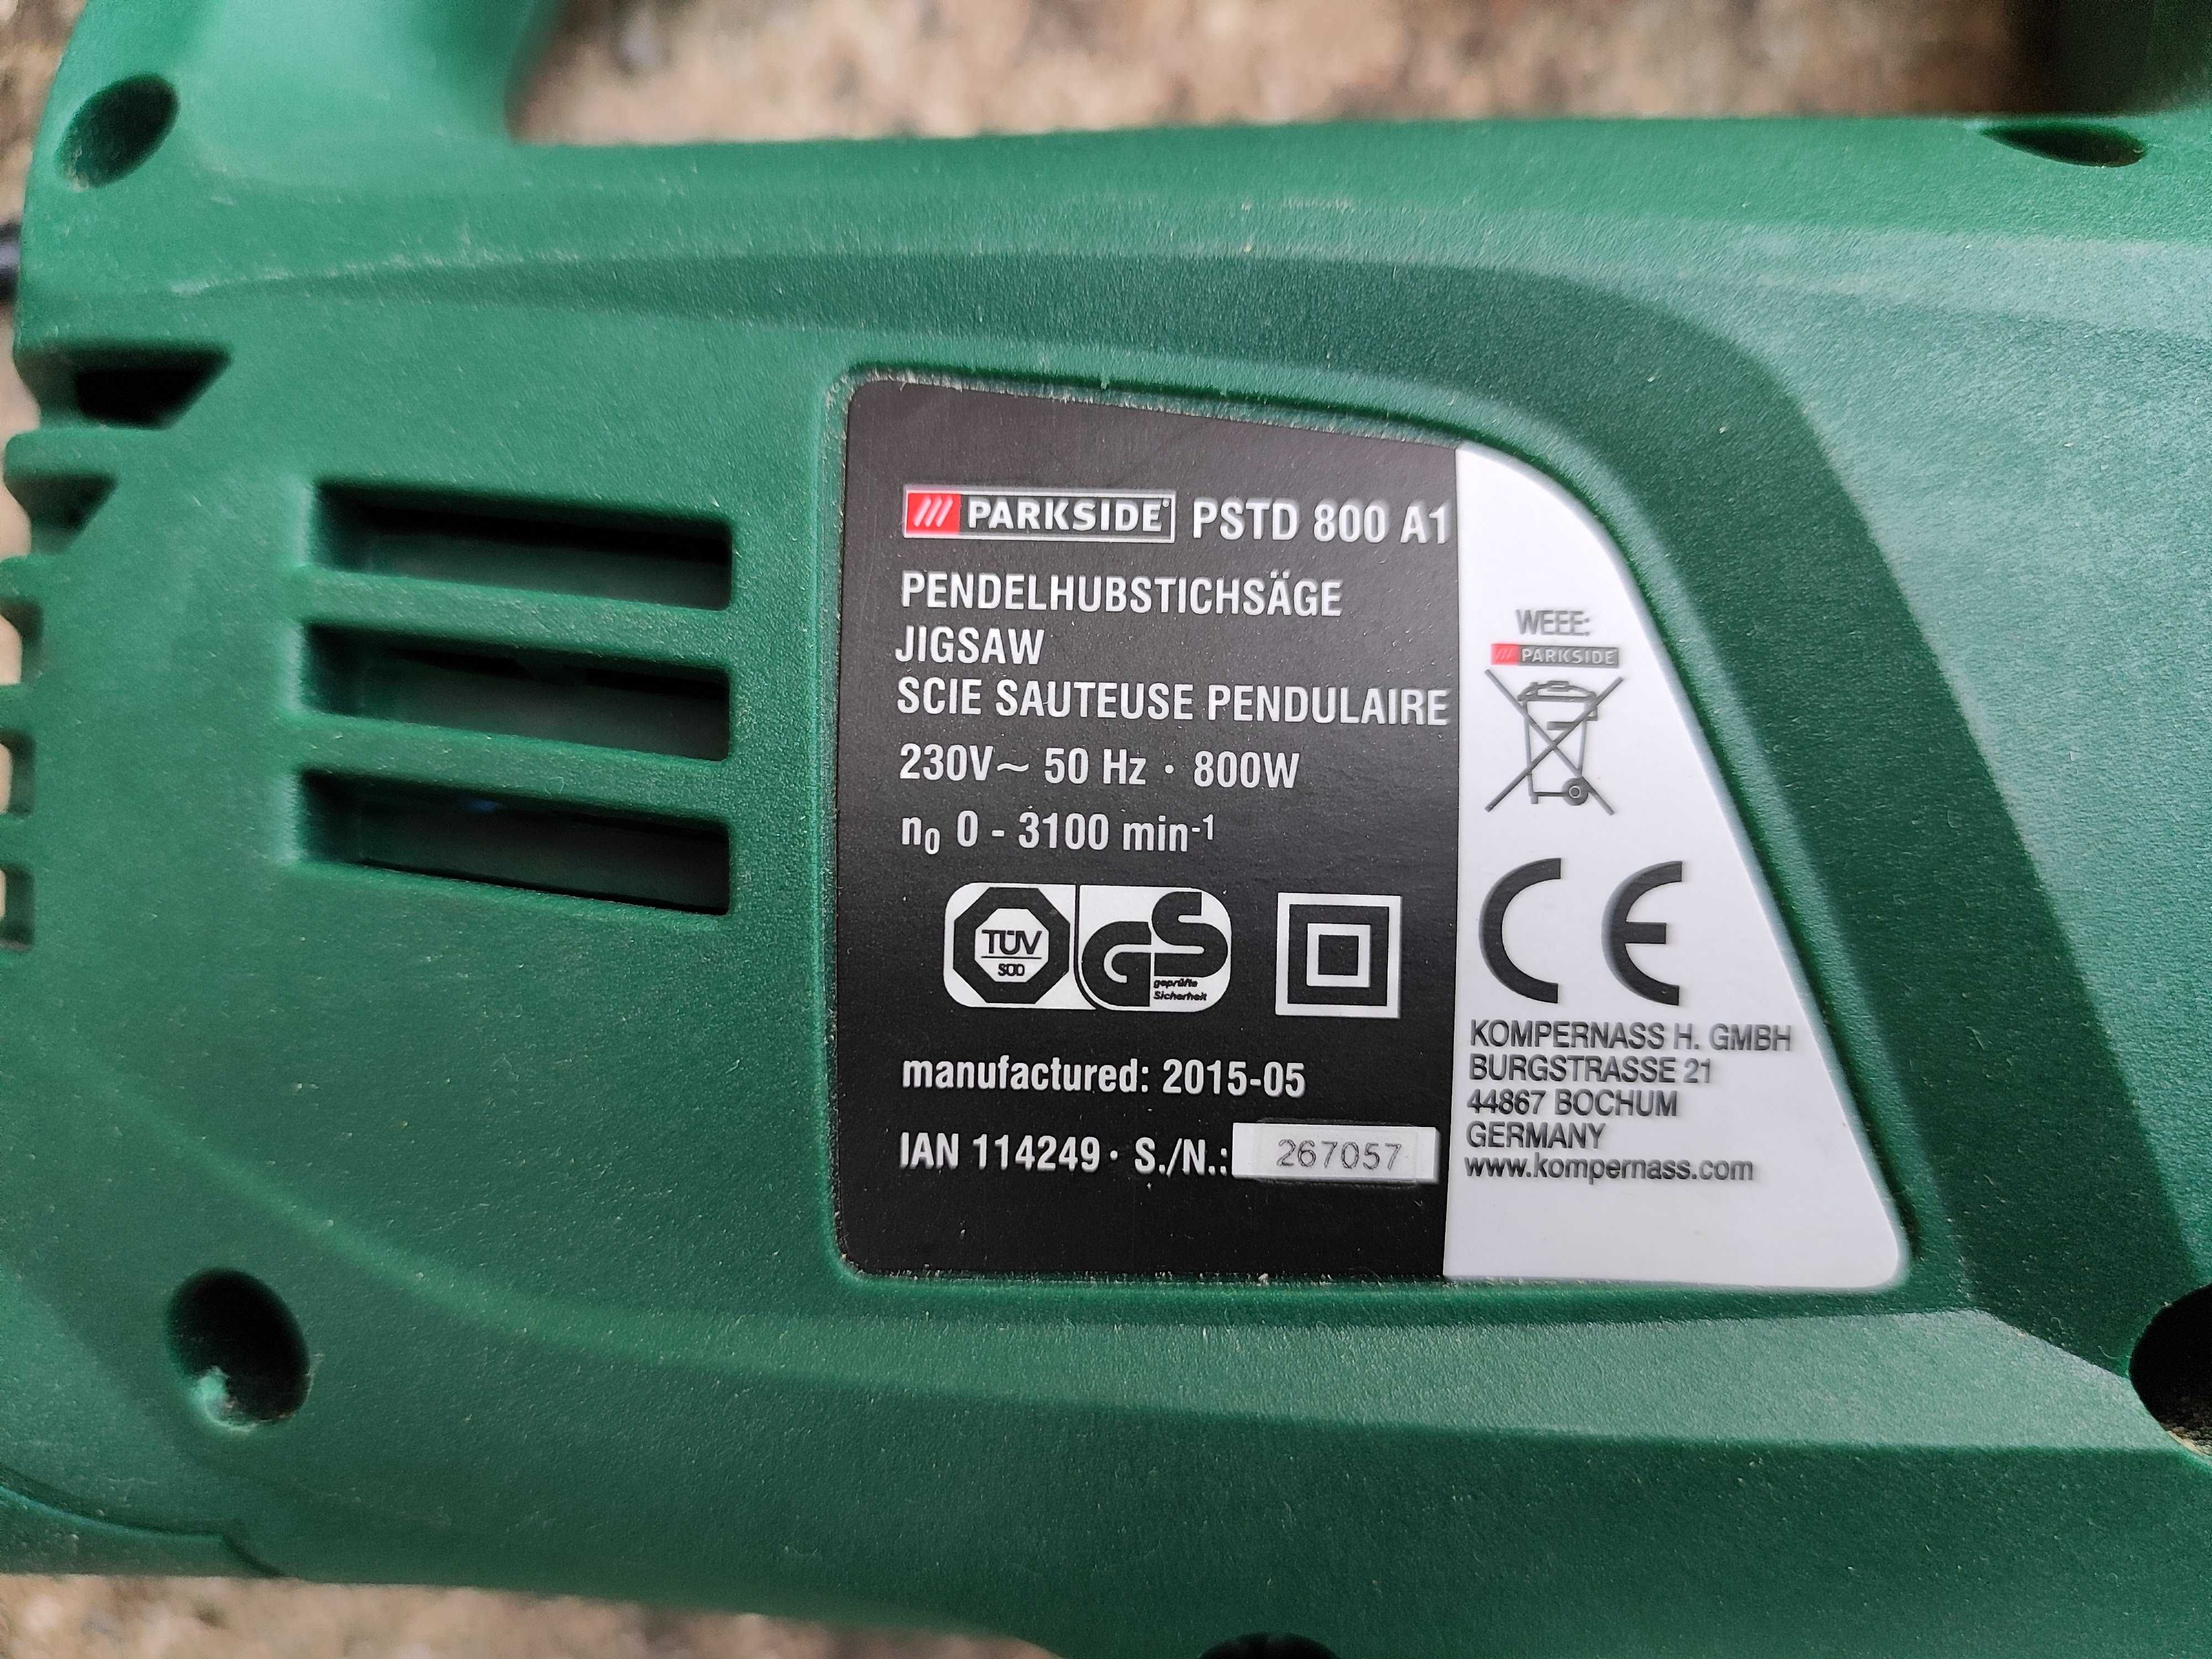 PARKSIDE® PSTD 800 A1
PENDELHUBSTICHSÄGE
JIGSAW
SCIE SAUTEUSE PENDULAIRE
230V~ 50 Hz · 800W
n₀ 0 - 3100 min⁻¹
TÜV
SÜD
GS
geprüfte
Sicherheit
manufactured: 2015-05
IAN 114249 · S./N.: 267057
WEEE:
PARKSIDE
CE
KOMPERNASS H. GMBH
BURGSTRASSE 21
44867 BOCHUM
GERMANY
www.kompernass.com